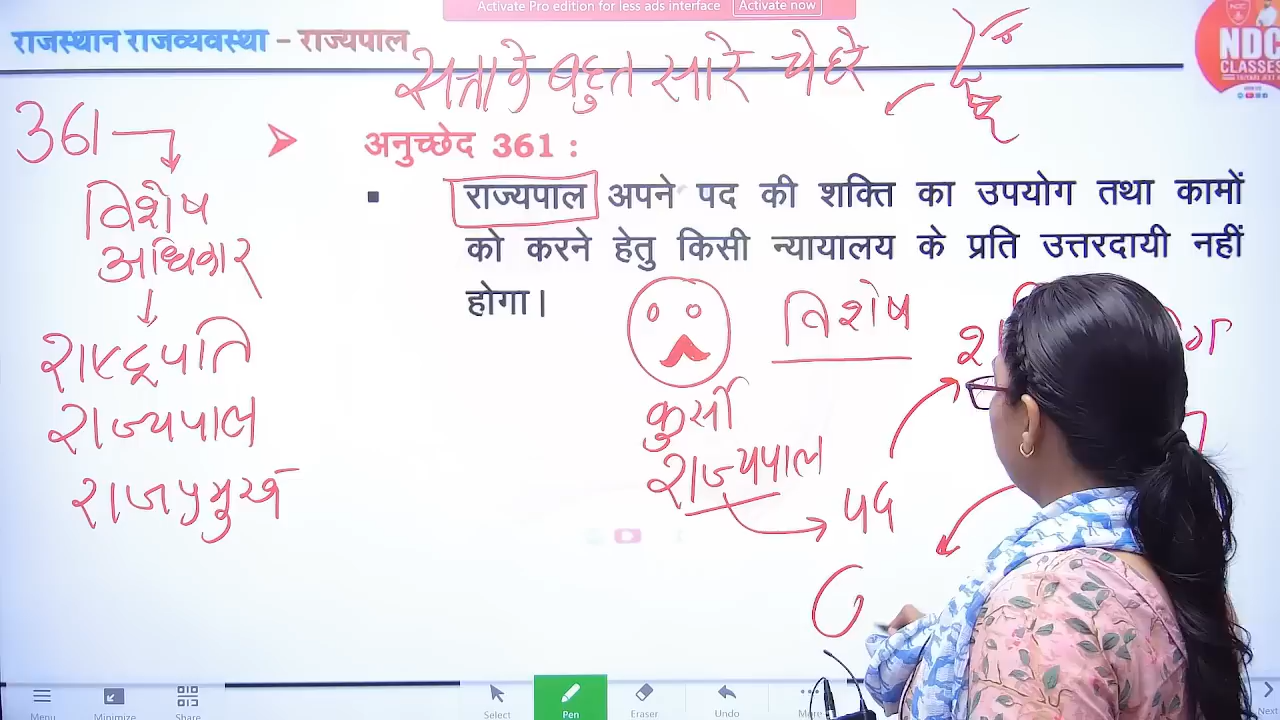 Activate Pro edition for less ads interface Activate now
राजस्थान राजव्यवस्था – राज्यपाल
NDC
CLASSES
सत्ता के बहुत सारे चेहरे
361
अनुच्छेद 361 :
विशेष
अधिकार
राज्यपाल अपने पद की शक्ति का उपयोग तथा कामों
को करने हेतु किसी न्यायालय के प्रति उत्तरदायी नहीं
होगा।
विशेष
राष्ट्रपति
राज्यपाल
राजप्रमुख
कुर्सी
राज्यपाल
पद
Menu
Minimize
Share
Select
Pen
Eraser
Undo
More
Next